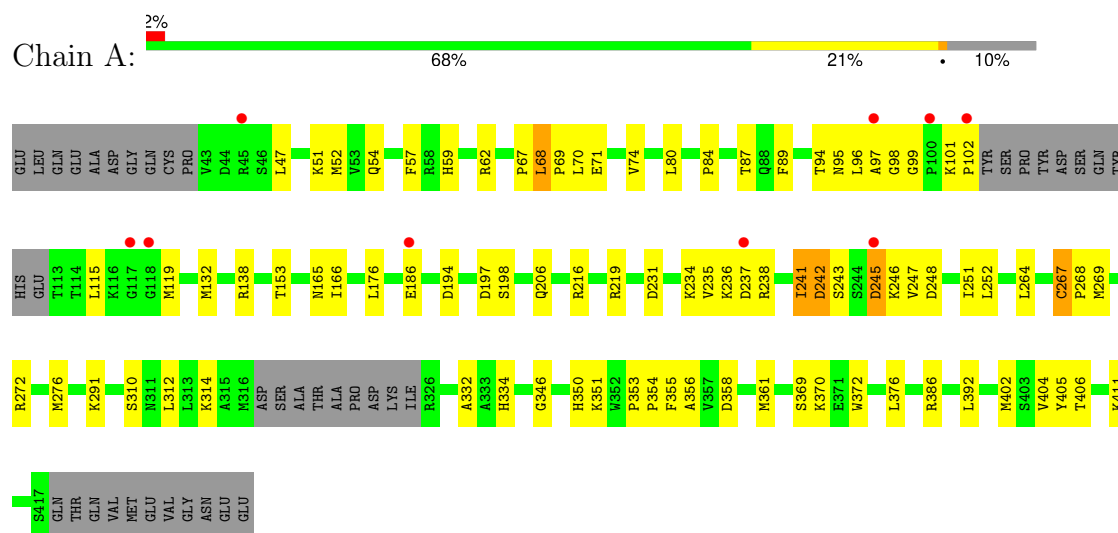 2%
Chain A:
68% 21% • 10%
GLU LEU GLN GLU ALA ASP GLY GLN CYS PRO V43 D44 R45 S46 L47 K51 M52 V53 Q54 F57 R58 H59 R62 P67 L68 P69 L70 E71 V74 L80 P84 T87 Q88 F89 T94 N95 L96 A97 G98 G99 P100 K101 P102 TYR SER PRO TYR ASP SER GLN TYR
HIS GLU T113 T114 L115 K116 G117 G118 M119 M132 R138 T153 N165 I166 L176 E186 D194 D197 S198 Q206 R216 R219 D231 K234 V235 K236 D237 R238 I241 D242 S243 S244 D245 K246 V247 D248 I251 L252 L264 C267 P268 M269
R272 M276 K291 S310 N311 L312 L313 K314 A315 M316 ASP SER ALA THR ALA PRO ASP LYS ILE R326 A332 A333 H334 G346 H350 K351 W352 P353 P354 F355 A356 V357 D358 M361 S369 K370 E371 W372 L376 R386 L392 M402 S403 V404 Y405 T406 K411
S417 GLN THR GLN VAL MET GLU VAL GLY ASN GLU GLU